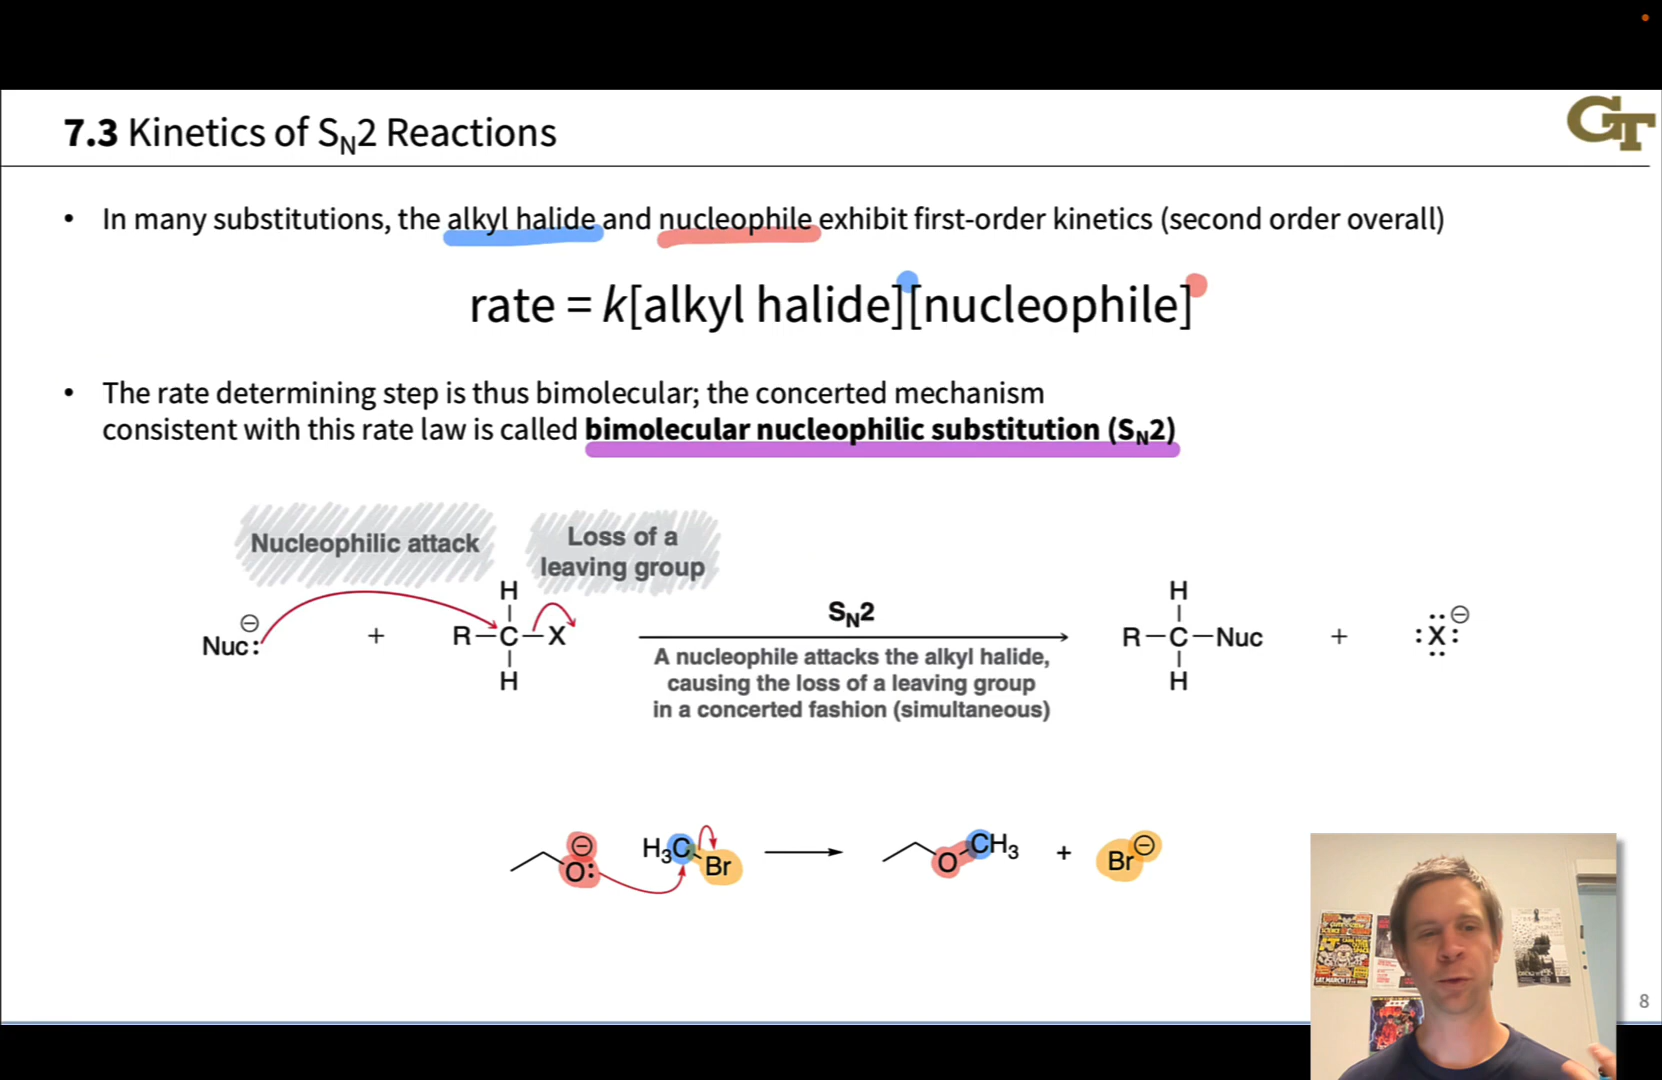 7.3 Kinetics of SN2 Reactions
GT
• In many substitutions, the alkyl halide and nucleophile exhibit first-order kinetics (second order overall)
rate = k[alkyl halide][nucleophile]
• The rate determining step is thus bimolecular; the concerted mechanism
consistent with this rate law is called bimolecular nucleophilic substitution (SN2)
Nucleophilic attack
Loss of a
leaving group
H
H
Nuc:⊖ + R–C–X
SN2
R–C–Nuc + :X:⊖
H
H
A nucleophile attacks the alkyl halide,
causing the loss of a leaving group
in a concerted fashion (simultaneous)
⊖
O:
H3C
Br
O
CH3
+
Br⊖
8